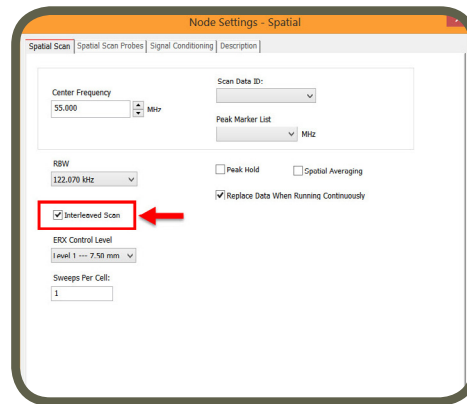 Node Settings - Spatial
Spatial Scan Spatial Scan Probes Signal Conditioning Description
Scan Data ID:
Center Frequency
55.000 MHz
Peak Marker List
MHz
RBW
122.070 kHz
Peak Hold Spatial Averaging
Replace Data When Running Continuously
Interleaved Scan
ERX Control Level
Level 1 --- 7.50 mm
Sweeps Per Cell:
1